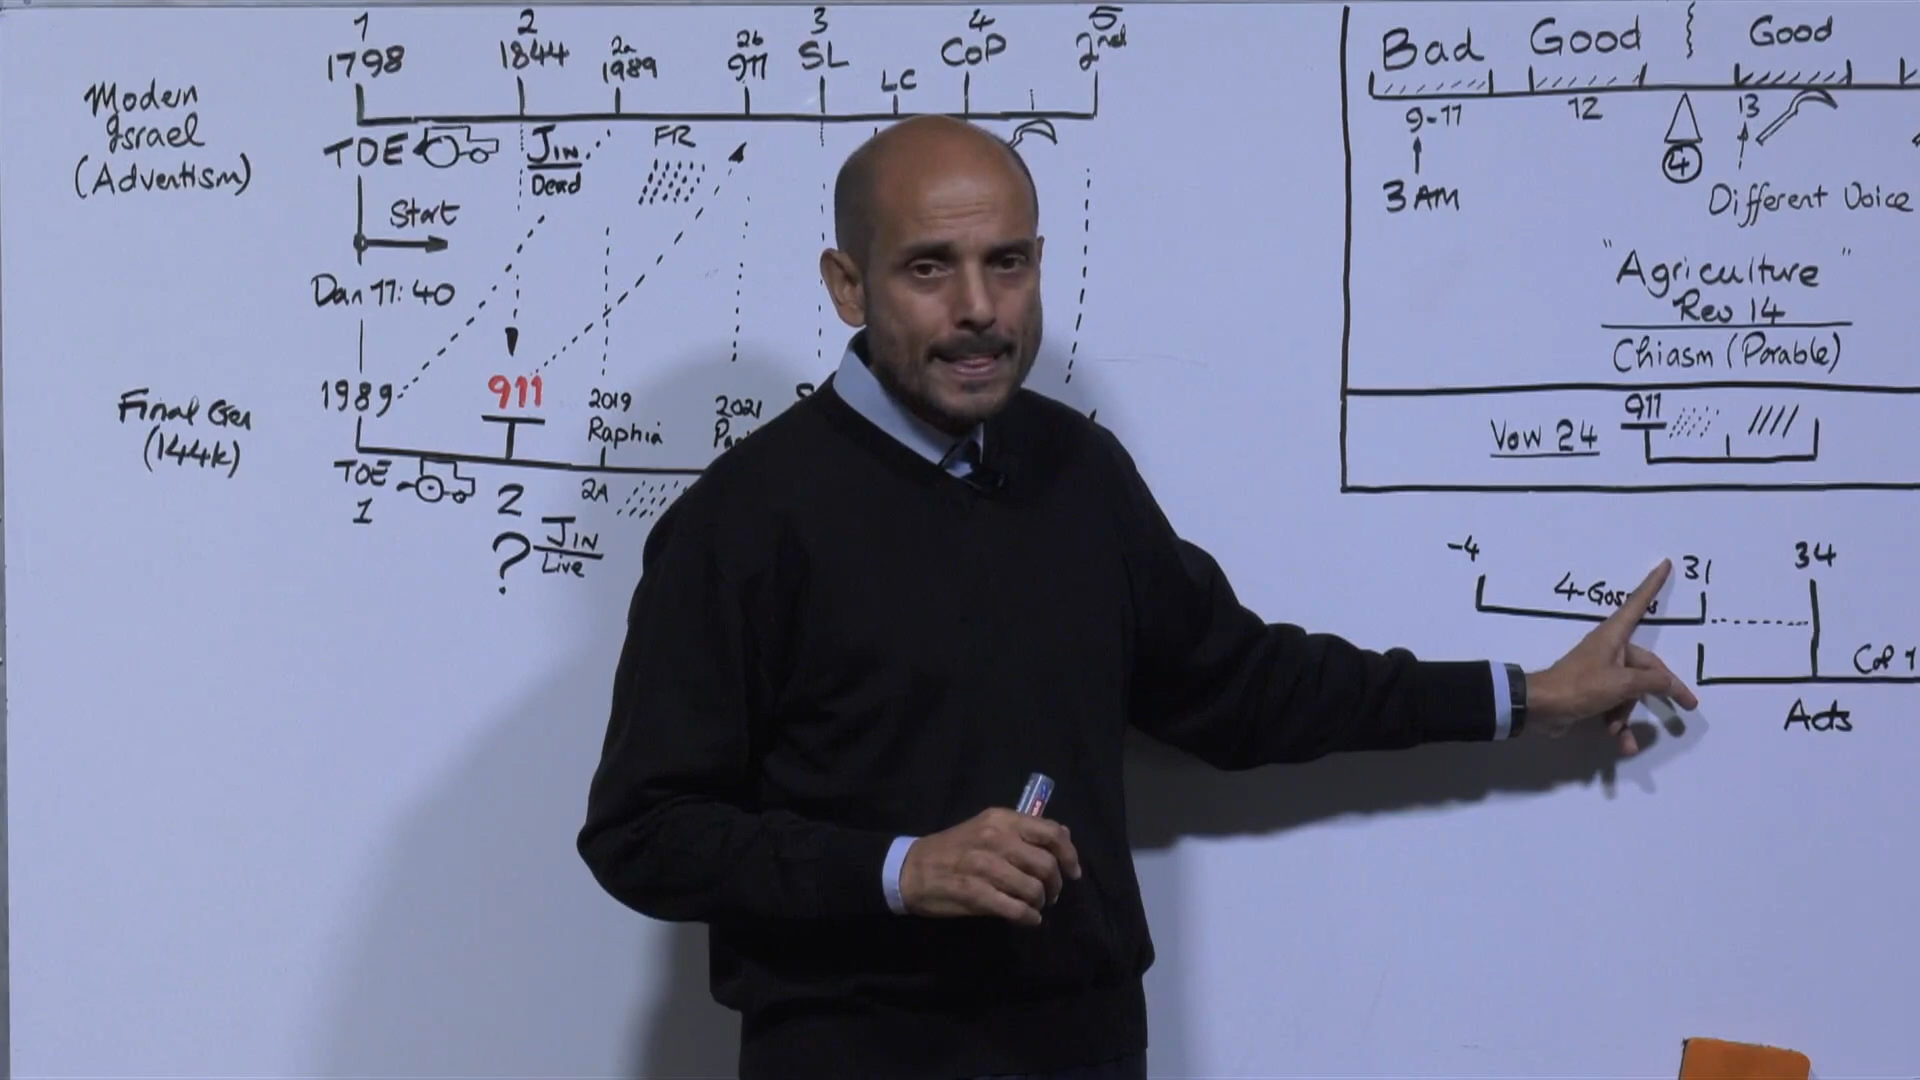 1
1798
2
1844
2a
1989
2b
911
3
SL
LC
4
CoP
5
2nd
Modern
Israel
(Adventism)
TOE
JIN
Dead
FR
Start
Dan 11:40
1989
911
2019
Raphia
2021
Final Gen
(144k)
TOE
1
2
2A
?
JIN
Live
Bad
Good
Good
9-11
12
4
13
3 AM
Different Voice
"Agriculture"
Rev 14
Chiasm (Parable)
Vow 24
911
-4
31
34
Acts